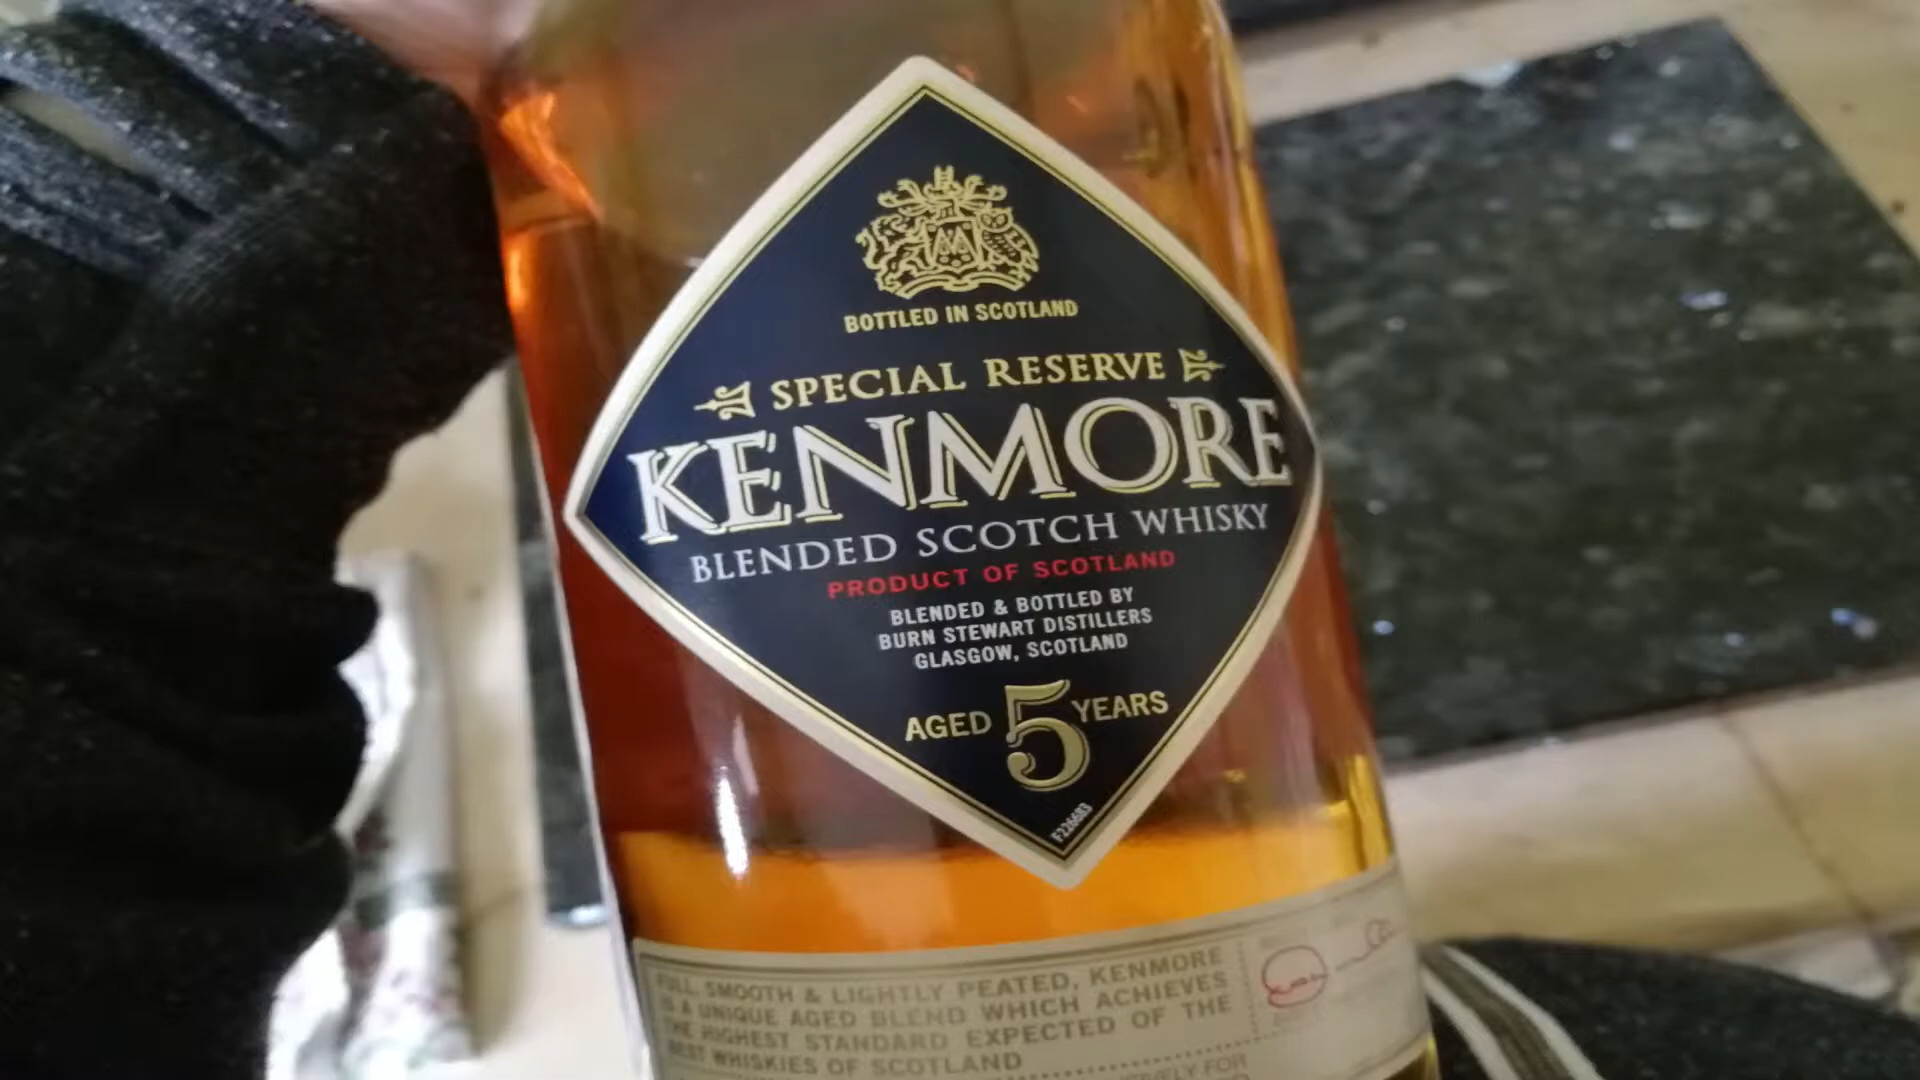 BOTTLED IN SCOTLAND
SPECIAL RESERVE
KENMORE
BLENDED SCOTCH WHISKY
PRODUCT OF SCOTLAND
BLENDED & BOTTLED BY
BURN STEWART DISTILLERS
GLASGOW, SCOTLAND
AGED 5 YEARS
F226683
FULL SMOOTH & LIGHTLY PEATED, KENMORE
IS A UNIQUE AGED BLEND WHICH ACHIEVES
THE HIGHEST STANDARD EXPECTED OF THE
BEST WHISKIES OF SCOTLAND
FOR